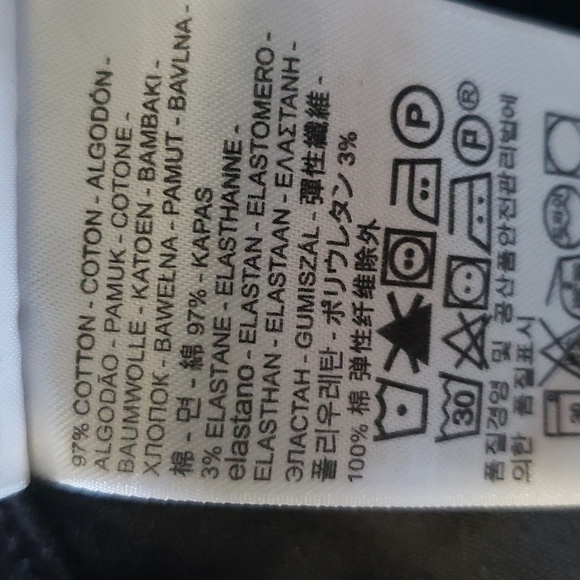 97% COTTON - COTON - ALGODÓN -
ALGODÃO - PAMUK - COTONE -
BAUMWOLLE - KATOEN - BAMBAKI -
ХЛОПОК - BAWEŁNA - PAMUT - BAVLNA -
棉 - 면 - 綿 97% - KAPAS
3% ELASTANE - ELASTHANNE -
elastano - ELASTAN - ELASTOMERO -
ELASTHAN - ELASTAAN - ΕΛΑΣΤΑΝΗ -
ЭЛАСТАН - GUMISZÁL - 彈性纖維 -
폴리우레탄 - ポリウレタン 3%
100% 棉 弹性纤维除外
P
30 P ®
품질경영 및 공산품안전관리법에
의한 품질표시